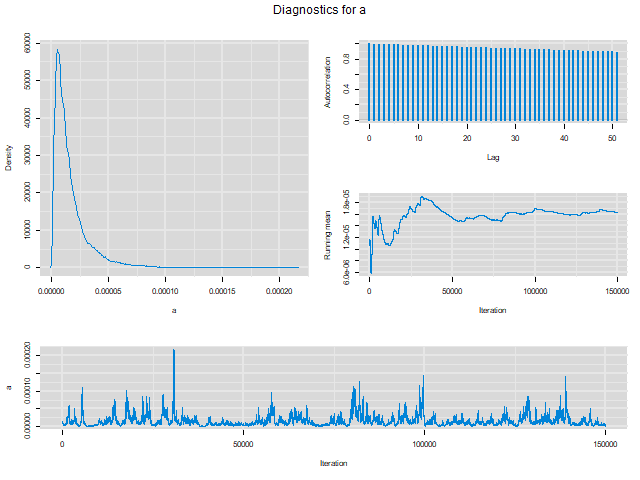 Diagnostics for a
Density
60000
50000
40000
30000
20000
10000
0
0.00000
0.00005
0.00010
0.00015
0.00020
a
Autocorrelation
0.8
0.4
0.0
0
10
20
30
40
50
Lag
Running mean
1.8e-05
1.2e-05
6.0e-06
0
50000
100000
150000
Iteration
a
0.00020
0.00010
0.00000
0
50000
100000
150000
Iteration